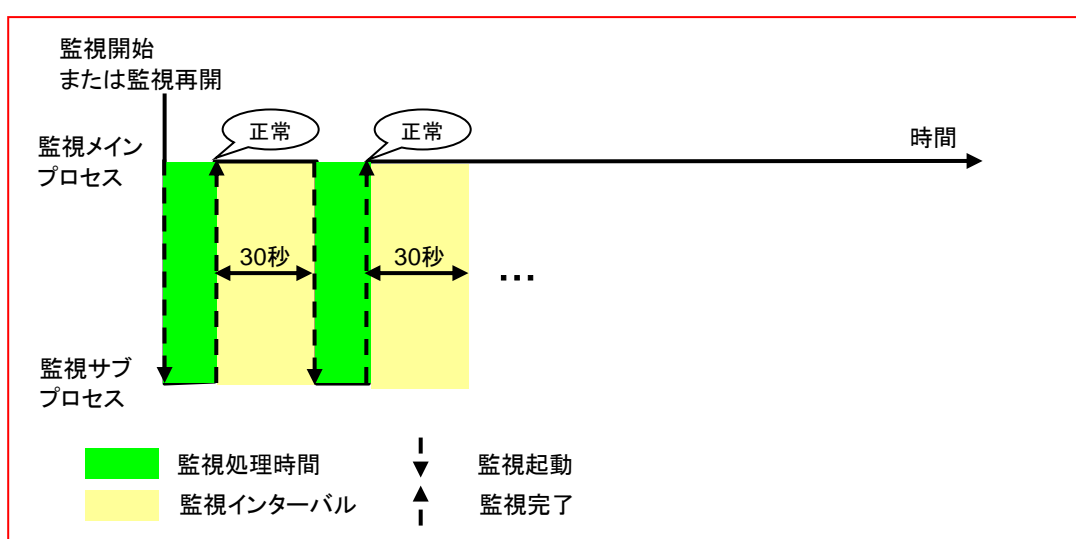 監視開始
または監視再開
正常
正常
時間
監視メイン
プロセス
30秒
30秒
...
監視サブ
プロセス
監視処理時間
監視起動
監視インターバル
監視完了